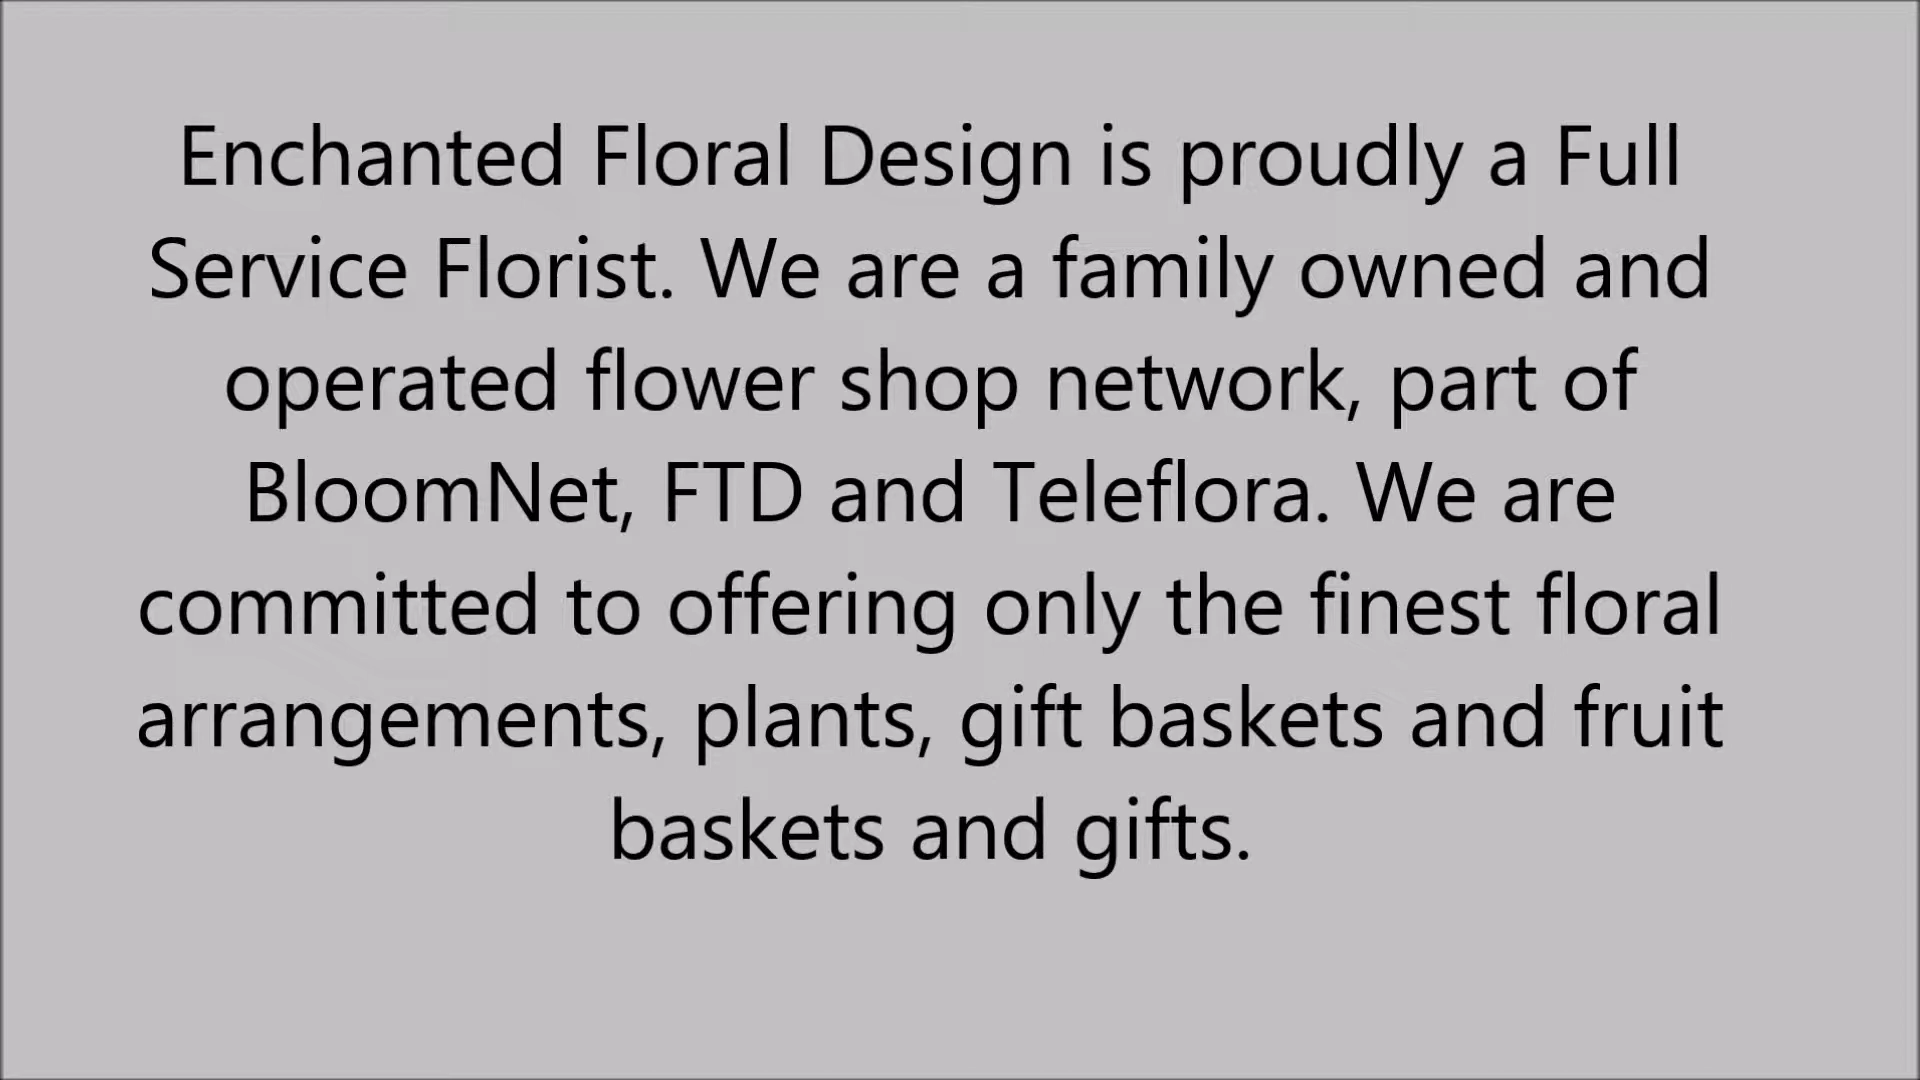 Enchanted Floral Design is proudly a Full
Service Florist. We are a family owned and
operated flower shop network, part of
BloomNet, FTD and Teleflora. We are
committed to offering only the finest floral
arrangements, plants, gift baskets and fruit
baskets and gifts.